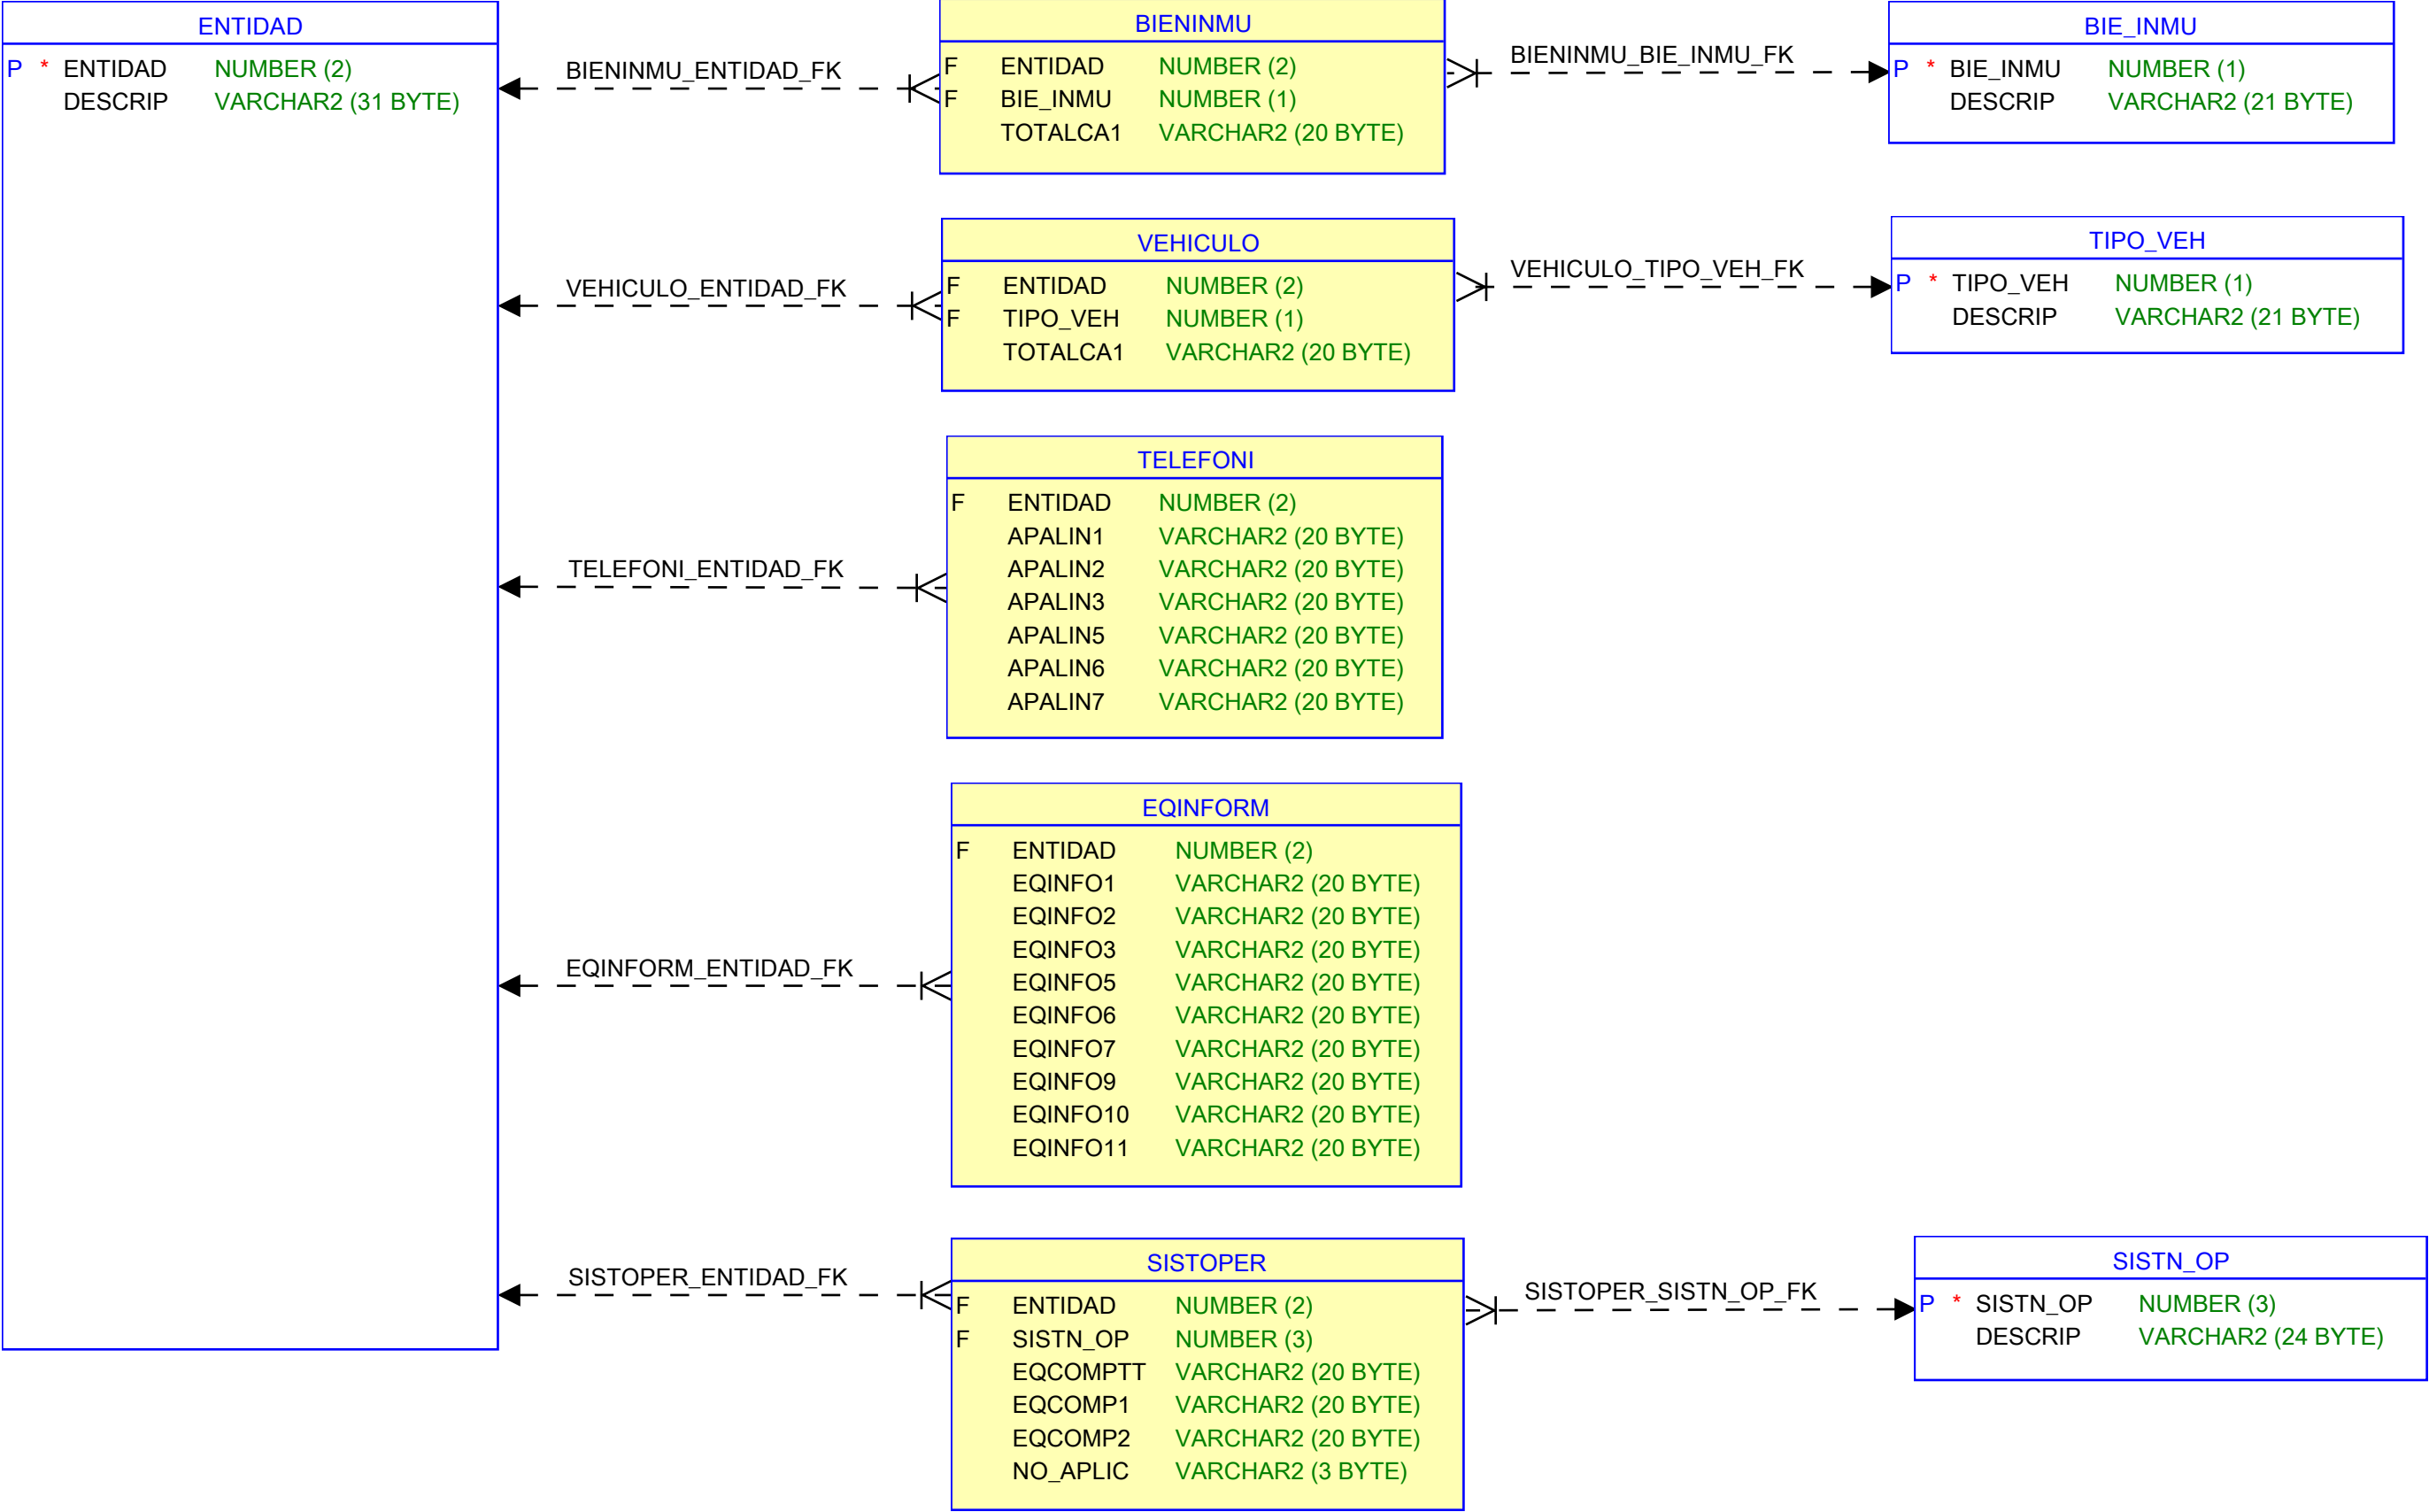 ENTIDAD
P * ENTIDAD NUMBER (2)
DESCRIP VARCHAR2 (31 BYTE)
BIENINMU_ENTIDAD_FK
BIENINMU
F ENTIDAD NUMBER (2)
F BIE_INMU NUMBER (1)
TOTALCA1 VARCHAR2 (20 BYTE)
BIENINMU_BIE_INMU_FK
BIE_INMU
P * BIE_INMU NUMBER (1)
DESCRIP VARCHAR2 (21 BYTE)
VEHICULO_ENTIDAD_FK
VEHICULO
F ENTIDAD NUMBER (2)
F TIPO_VEH NUMBER (1)
TOTALCA1 VARCHAR2 (20 BYTE)
VEHICULO_TIPO_VEH_FK
TIPO_VEH
P * TIPO_VEH NUMBER (1)
DESCRIP VARCHAR2 (21 BYTE)
TELEFONI_ENTIDAD_FK
TELEFONI
F ENTIDAD NUMBER (2)
APALIN1 VARCHAR2 (20 BYTE)
APALIN2 VARCHAR2 (20 BYTE)
APALIN3 VARCHAR2 (20 BYTE)
APALIN5 VARCHAR2 (20 BYTE)
APALIN6 VARCHAR2 (20 BYTE)
APALIN7 VARCHAR2 (20 BYTE)
EQINFORM_ENTIDAD_FK
EQINFORM
F ENTIDAD NUMBER (2)
EQINFO1 VARCHAR2 (20 BYTE)
EQINFO2 VARCHAR2 (20 BYTE)
EQINFO3 VARCHAR2 (20 BYTE)
EQINFO5 VARCHAR2 (20 BYTE)
EQINFO6 VARCHAR2 (20 BYTE)
EQINFO7 VARCHAR2 (20 BYTE)
EQINFO9 VARCHAR2 (20 BYTE)
EQINFO10 VARCHAR2 (20 BYTE)
EQINFO11 VARCHAR2 (20 BYTE)
SISTOPER_ENTIDAD_FK
SISTOPER
F ENTIDAD NUMBER (2)
F SISTN_OP NUMBER (3)
EQCOMPTT VARCHAR2 (20 BYTE)
EQCOMP1 VARCHAR2 (20 BYTE)
EQCOMP2 VARCHAR2 (20 BYTE)
NO_APLIC VARCHAR2 (3 BYTE)
SISTOPER_SISTN_OP_FK
SISTN_OP
P * SISTN_OP NUMBER (3)
DESCRIP VARCHAR2 (24 BYTE)